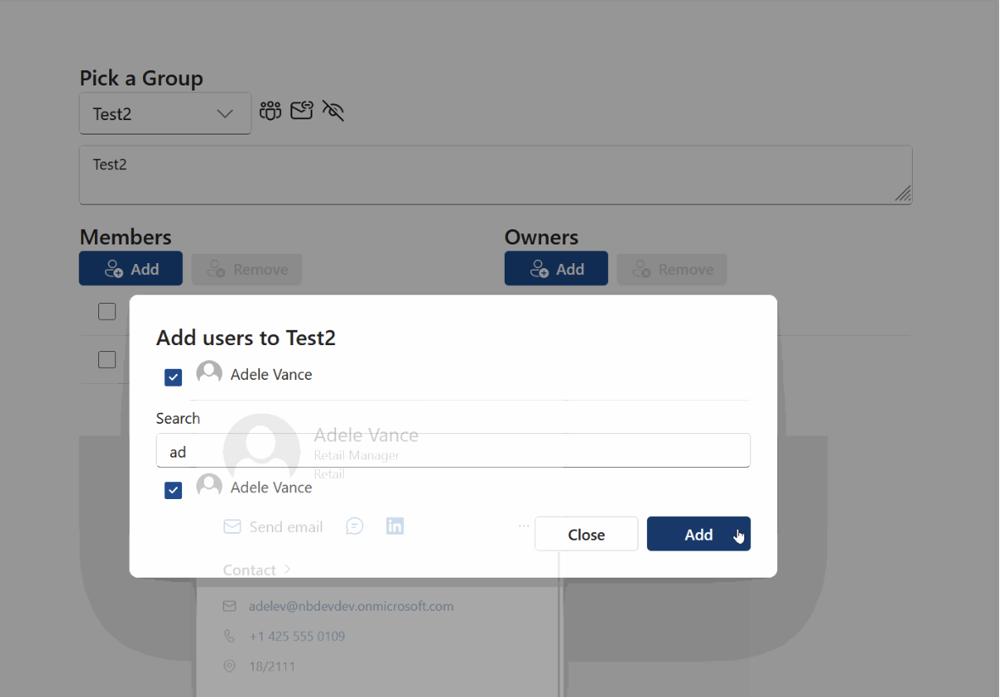 Pick a Group
Test2
Test2
Members
Owners
Add
Remove
Add
Remove
Add users to Test2
Adele Vance
Search
ad
Adele Vance
Retail Manager
Retail
Adele Vance
Send email
in
Close
Add
Contact
adelev@nbdevdev.onmicrosoft.com
+1 425 555 0109
18/2111